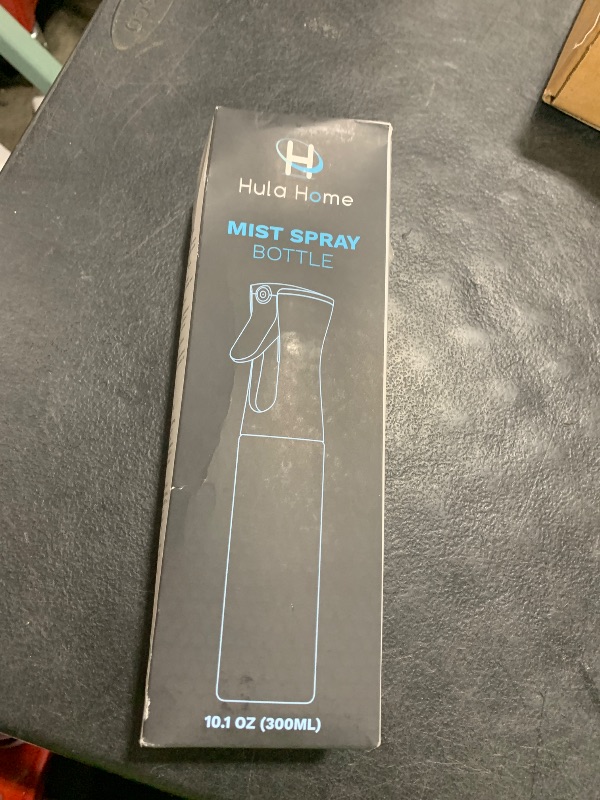 H
Hula Home
MIST SPRAY
BOTTLE
10.1 OZ (300ML)